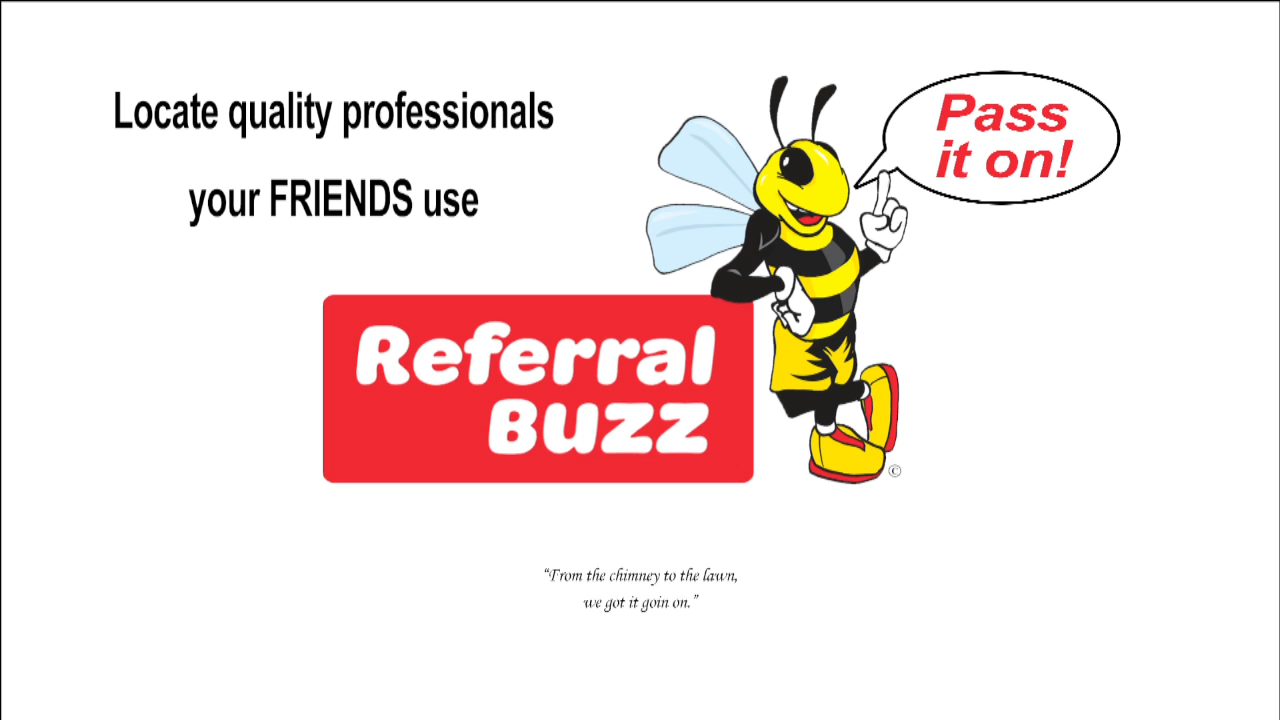 Locate quality professionals
your FRIENDS use
Pass
it on!
Referral
BUZZ
©
“From the chimney to the lawn,
we got it goin on.”